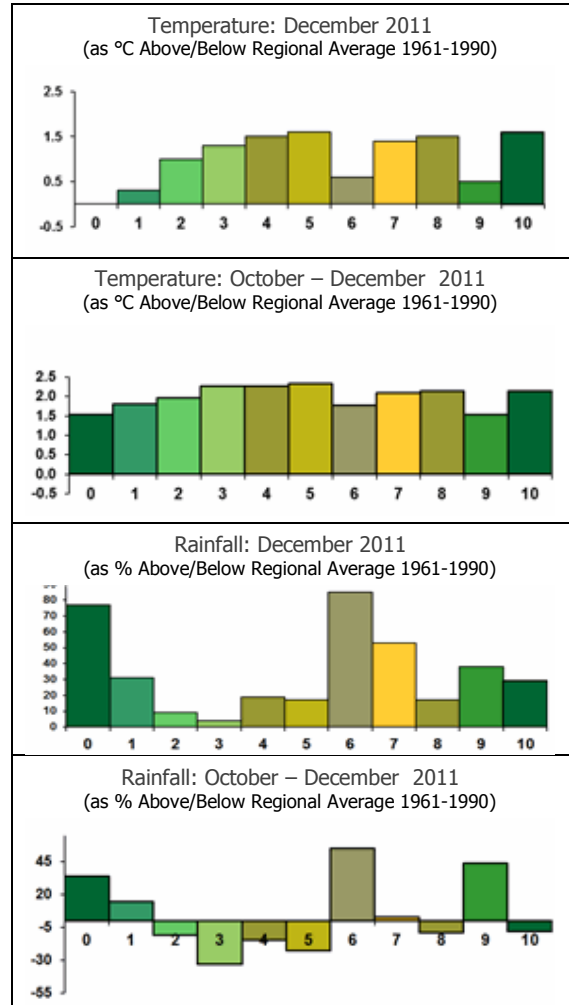 Temperature: December 2011
(as °C Above/Below Regional Average 1961-1990)
2.5
1.5
0.5
-0.5
0 1 2 3 4 5 6 7 8 9 10
Temperature: October – December 2011
(as °C Above/Below Regional Average 1961-1990)
2.5
2.0
1.5
1.0
0.5
0.0
-0.5
0 1 2 3 4 5 6 7 8 9 10
Rainfall: December 2011
(as % Above/Below Regional Average 1961-1990)
90
80
70
60
50
40
30
20
10
0
0 1 2 3 4 5 6 7 8 9 10
Rainfall: October – December 2011
(as % Above/Below Regional Average 1961-1990)
45
20
-5
-30
-55
0 1 2 3 4 5 6 7 8 9 10